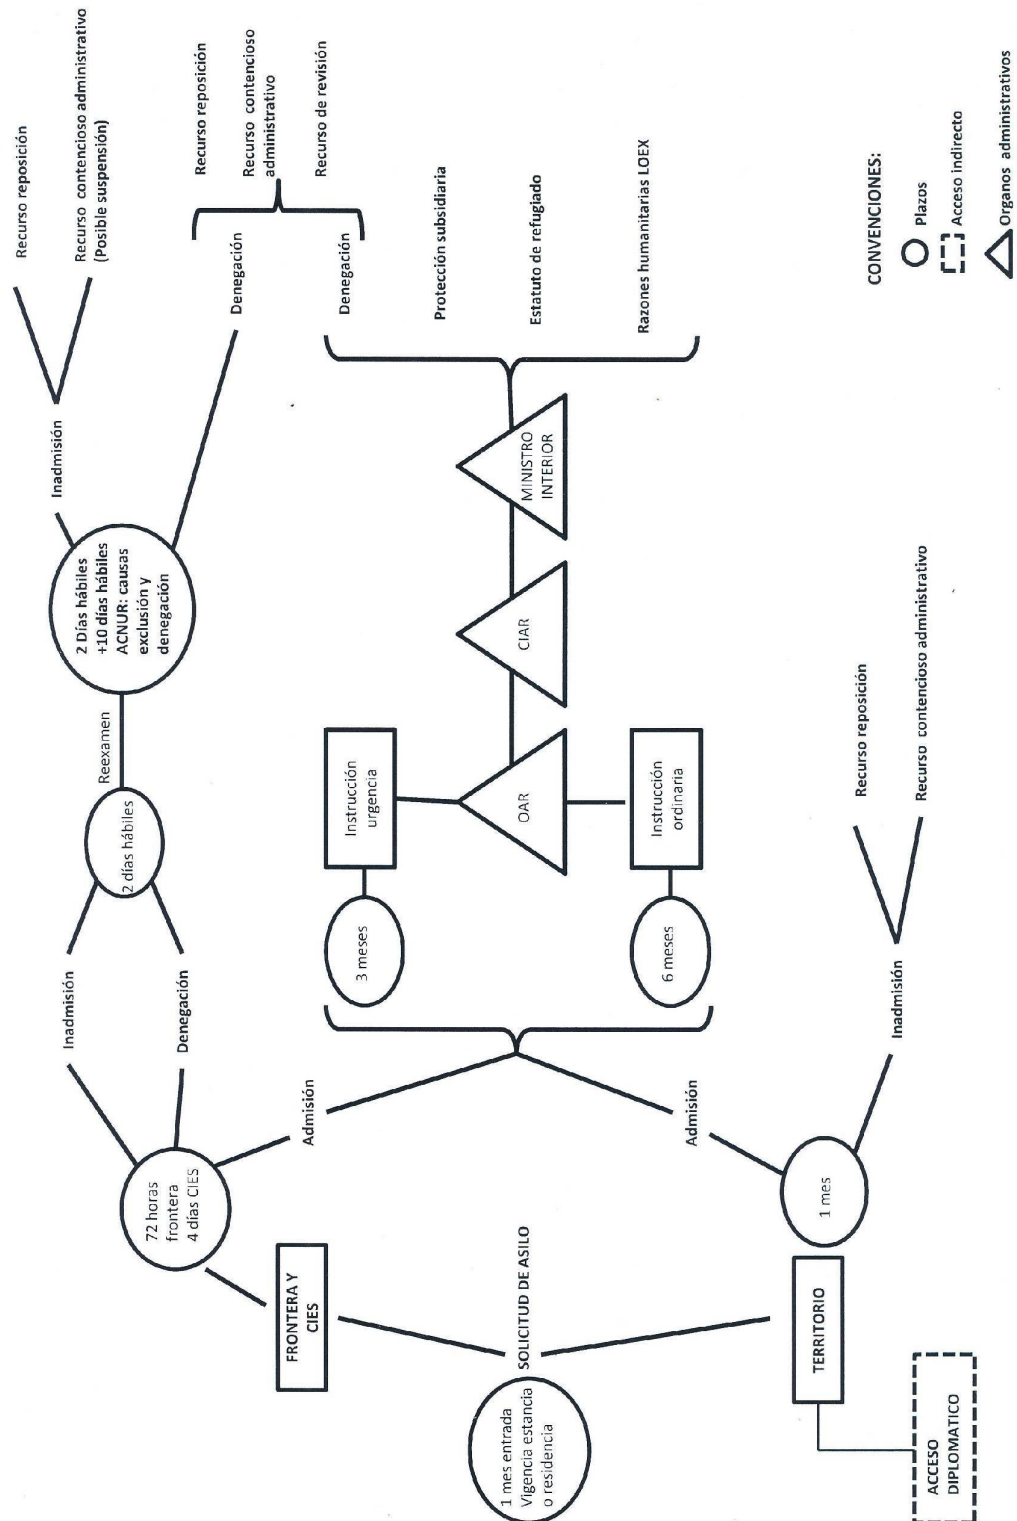 1 mes entrada
Vigencia estancia
o residencia
SOLICITUD DE ASILO
FRONTERA Y
CIES
72 horas
frontera
4 días CIES
Inadmisión
Denegación
Admisión
2 días hábiles
Reexamen
2 Días hábiles
+10 días hábiles
ACNUR: causas
exclusión y
denegación
Inadmisión
Recurso reposición
Recurso contencioso administrativo
(Posible suspensión)
Denegación
Denegación
Recurso reposición
Recurso contencioso
administrativo
Recurso de revisión
3 meses
Instrucción
urgencia
OAR
CIAR
MINISTRO
INTERIOR
Instrucción
ordinaria
6 meses
Protección subsidiaria
Estatuto de refugiado
Razones humanitarias LOEX
TERRITORIO
ACCESO
DIPLOMATICO
1 mes
Admisión
Inadmisión
Recurso reposición
Recurso contencioso administrativo
CONVENCIONES:
Plazos
Acceso indirecto
Organos administrativos